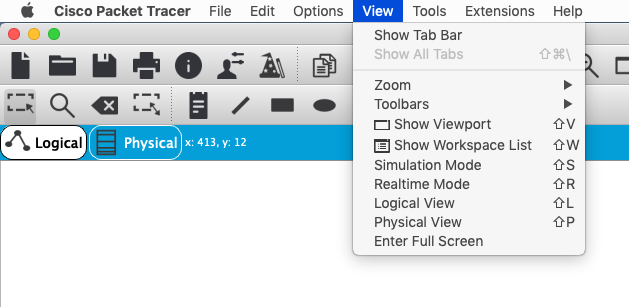 Cisco Packet Tracer File Edit Options View Tools Extensions Help
Show Tab Bar
Show All Tabs ⇧⌘\
Zoom ▶
Toolbars ▶
Show Viewport ⇧V
Show Workspace List ⇧W
Simulation Mode ⇧S
Realtime Mode ⇧R
Logical View ⇧L
Physical View ⇧P
Enter Full Screen
Logical Physical x: 413, y: 12